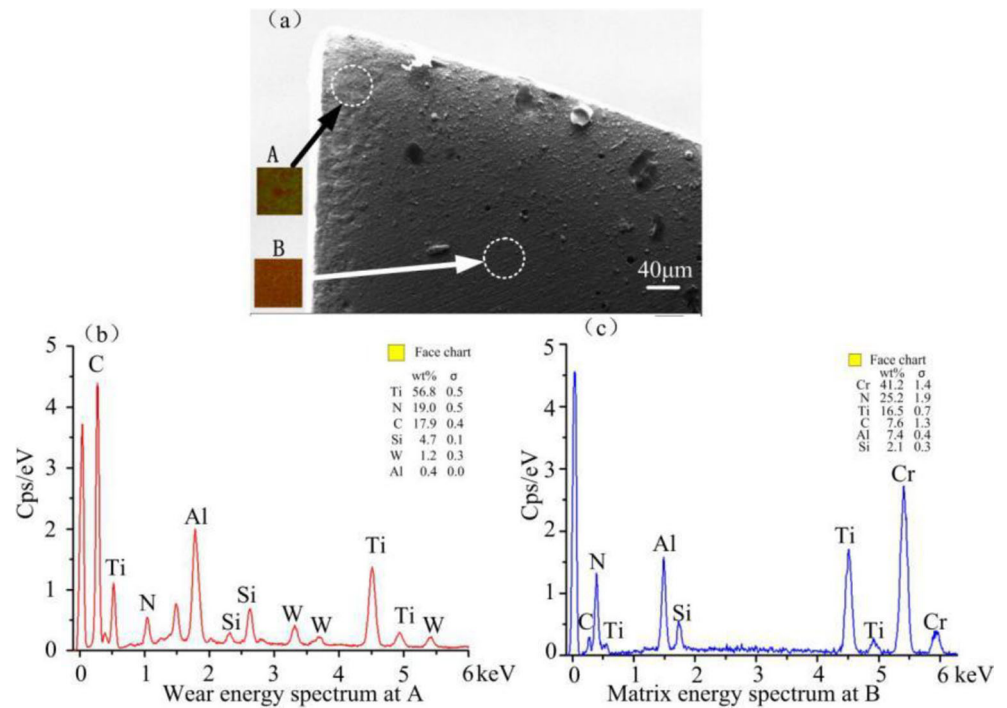 (a)
A
B
40μm
(b)
5
4
3
2
1
0
Cps/eV
C
Ti
N
Al
Si
Si
W
W
Ti
Ti
W
Face chart
wt% σ
Ti 56.8 0.5
N 19.0 0.5
C 17.9 0.4
Si 4.7 0.1
W 1.2 0.3
Al 0.4 0.0
0 1 2 3 4 5 6 keV
Wear energy spectrum at A
(c)
5
4
3
2
1
0
Cps/eV
C
N
Ti
Al
Si
Ti
Ti
Cr
Cr
Face chart
wt% σ
Cr 41.2 1.4
N 25.2 1.9
Ti 16.5 0.7
C 7.6 1.3
Al 7.4 0.4
Si 2.1 0.3
0 1 2 3 4 5 6 keV
Matrix energy spectrum at B